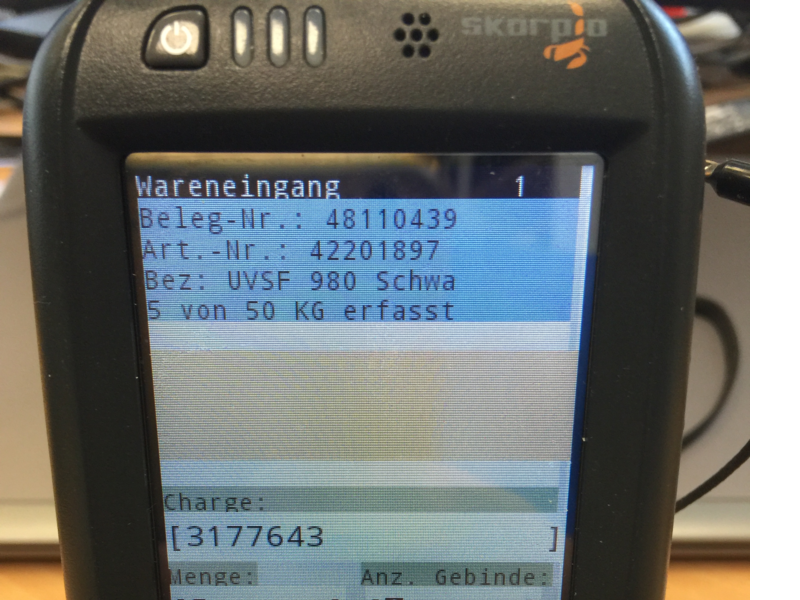 skorpio
Wareneingang 1
Beleg-Nr.: 48110439
Art.-Nr.: 42201897
Bez: UVSF 980 Schwa
5 von 50 KG erfasst
Charge:
[3177643 ]
Menge: Anz. Gebinde: